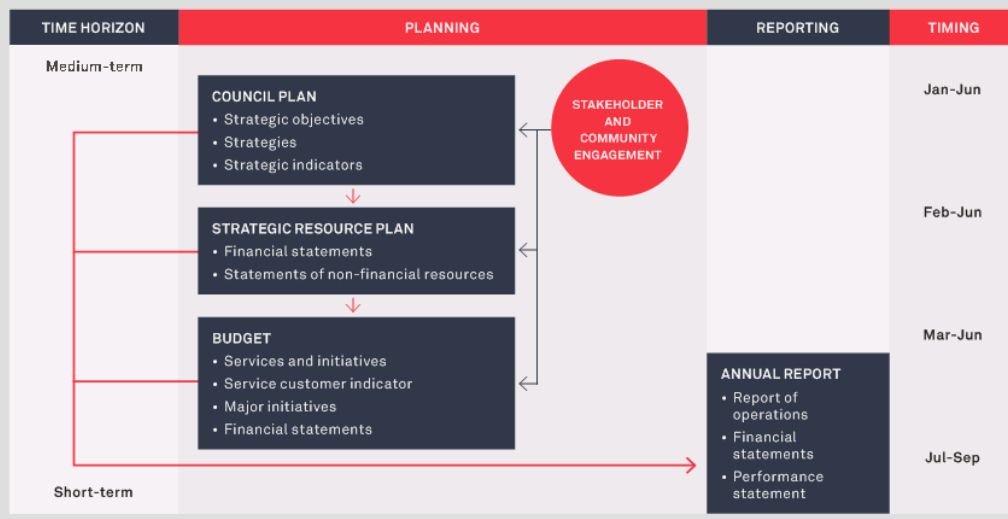 TIME HORIZON
PLANNING
REPORTING
TIMING
Medium-term
COUNCIL PLAN
• Strategic objectives
• Strategies
• Strategic indicators
STAKEHOLDER
AND
COMMUNITY
ENGAGEMENT
Jan-Jun
STRATEGIC RESOURCE PLAN
• Financial statements
• Statements of non-financial resources
Feb-Jun
BUDGET
• Services and initiatives
• Service customer indicator
• Major initiatives
• Financial statements
Mar-Jun
ANNUAL REPORT
• Report of
operations
• Financial
statements
• Performance
statement
Jul-Sep
Short-term